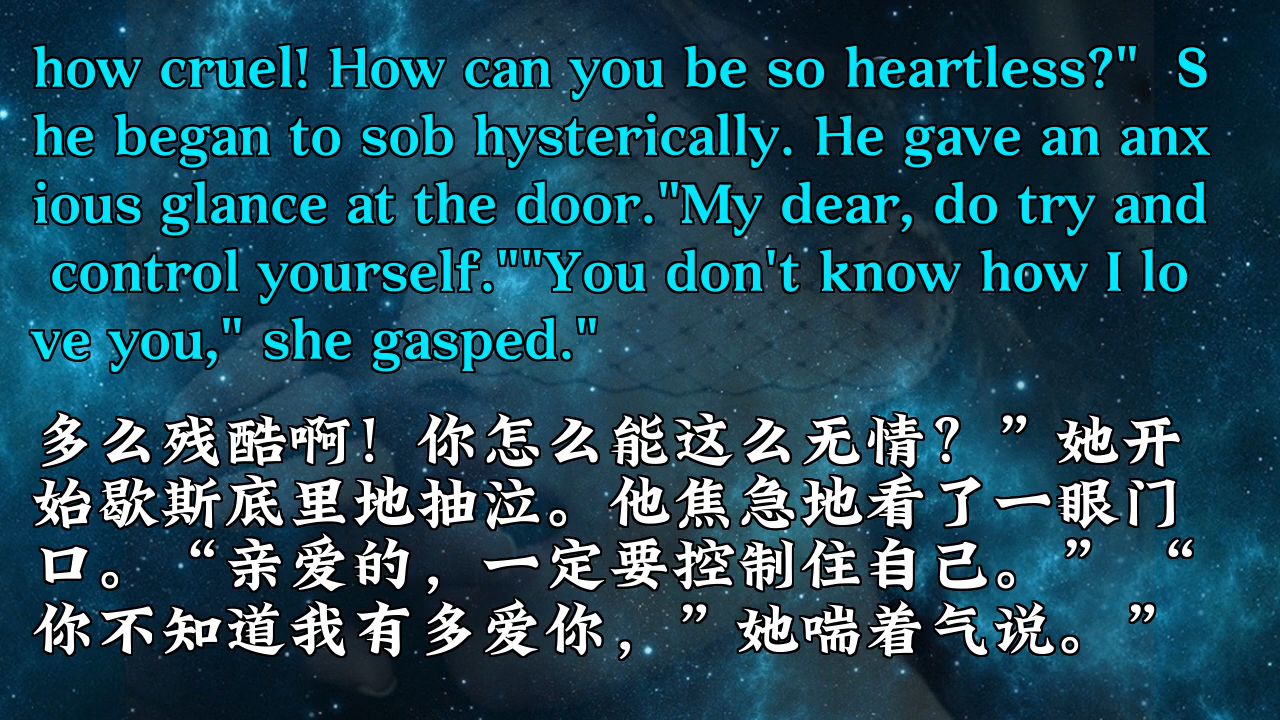 how cruel! How can you be so heartless?"  S
he began to sob hysterically. He gave an anx
ious glance at the door."My dear, do try and
 control yourself.""You don't know how I lo
ve you," she gasped."
多么残酷啊！你怎么能这么无情？”她开
始歇斯底里地抽泣。他焦急地看了一眼门
口。“亲爱的，一定要控制住自己。”“
你不知道我有多爱你，”她喘着气说。”